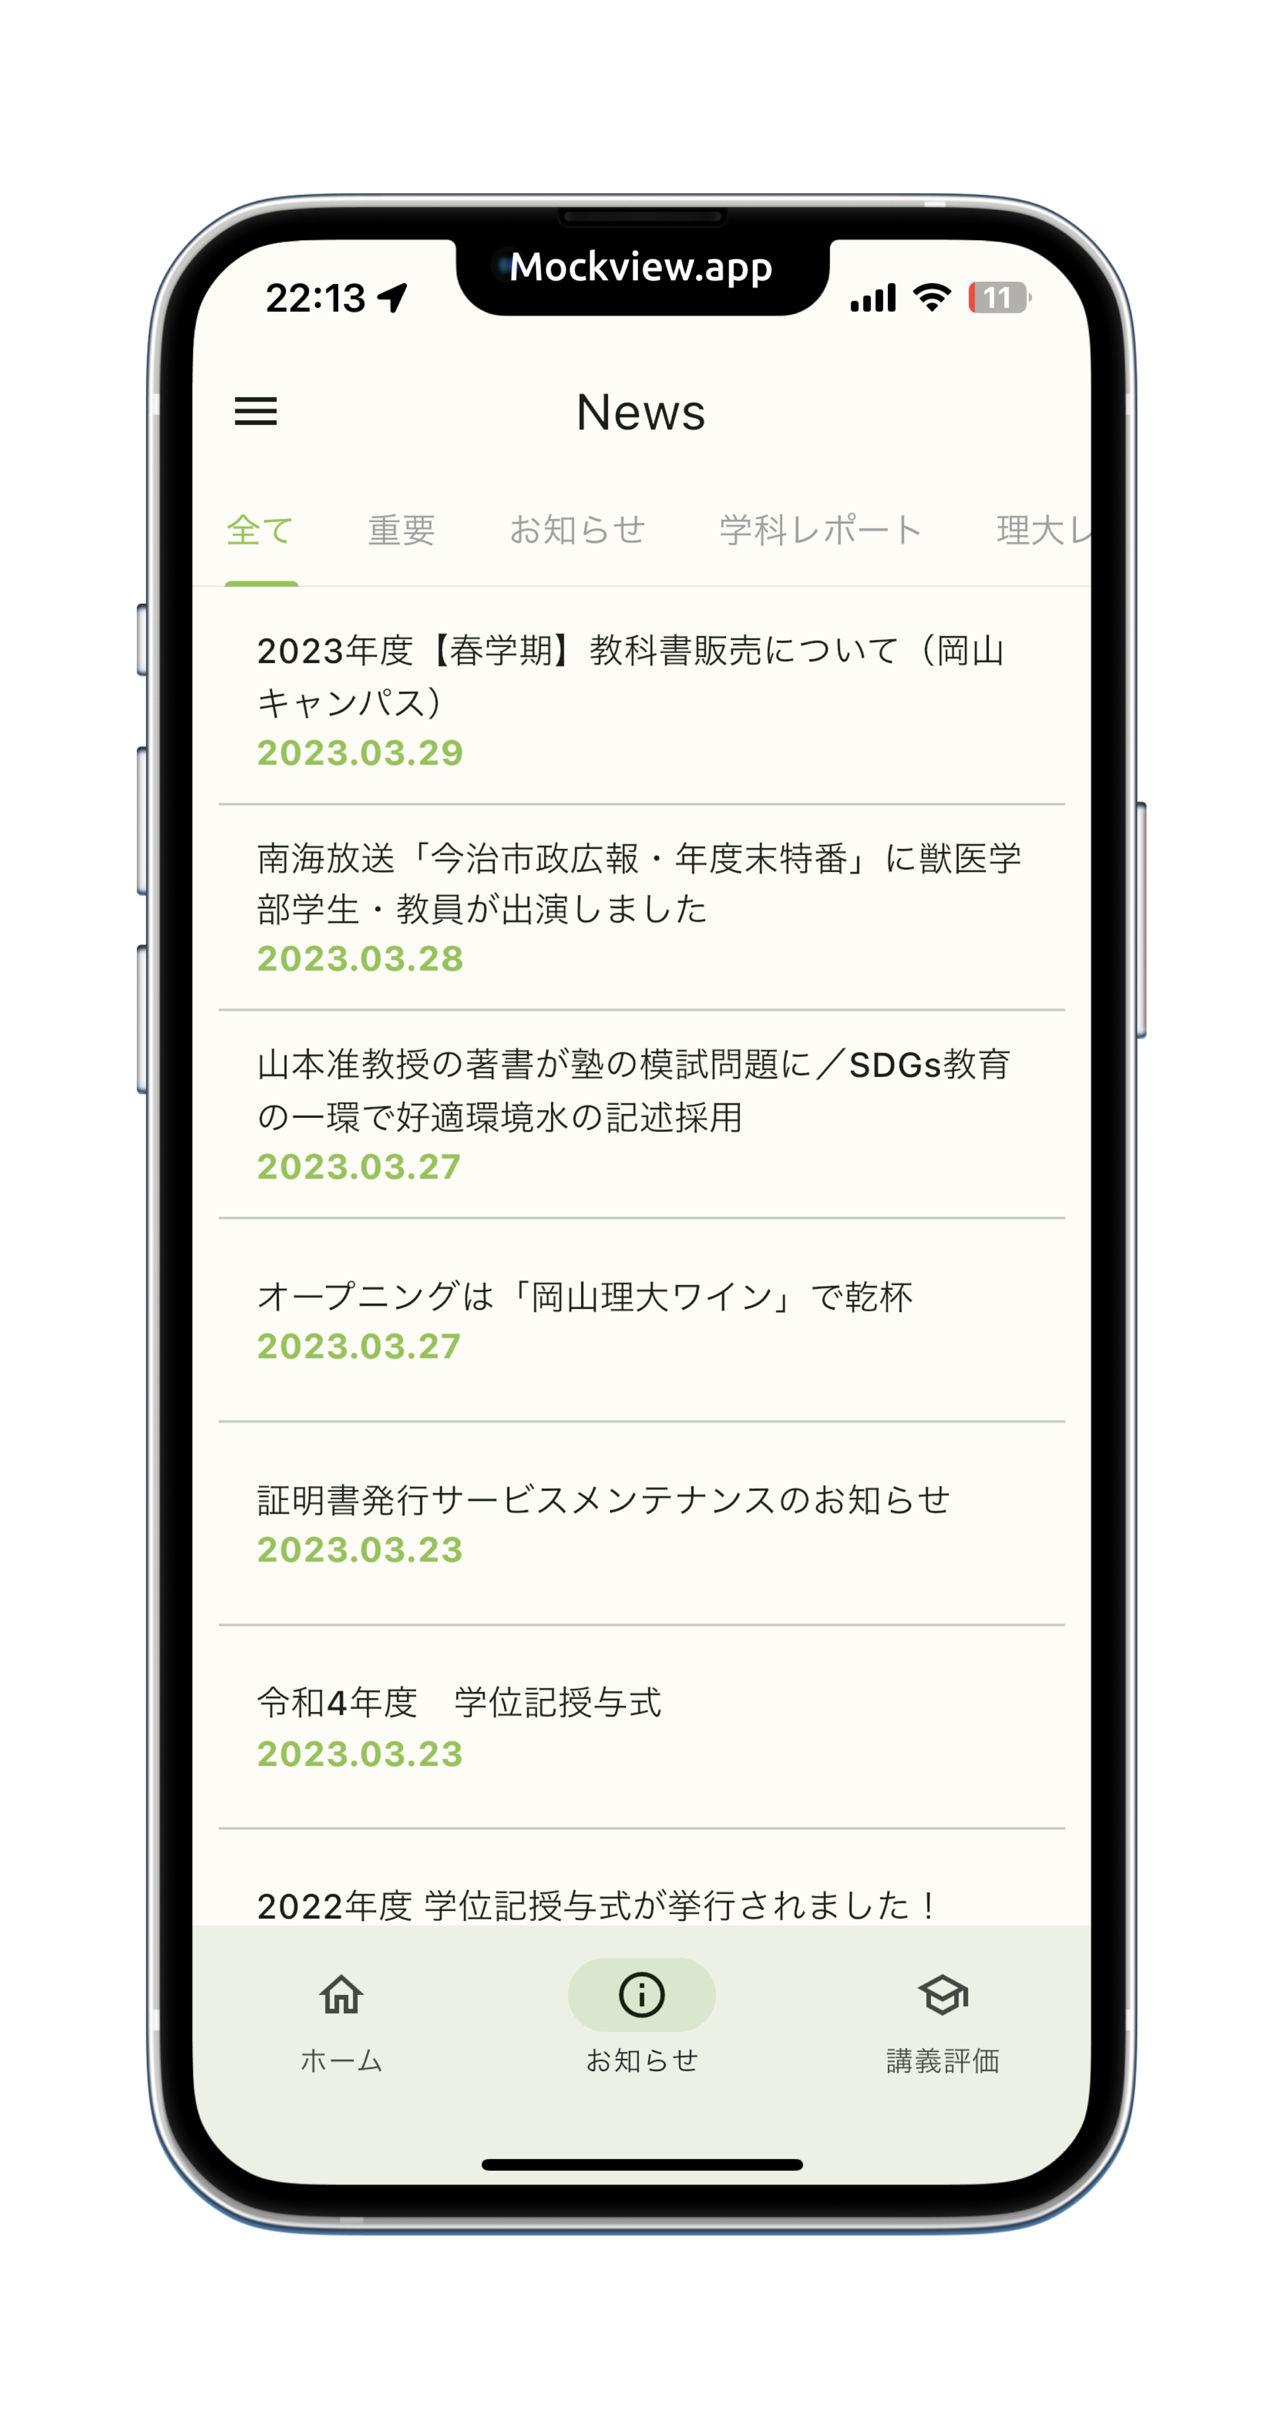 Mockview.app
22:13
11
News
全て 重要 お知らせ 学科レポート 理大レ
2023年度【春学期】教科書販売について（岡山
キャンパス）
2023.03.29
南海放送「今治市政広報・年度末特番」に獣医学
部学生・教員が出演しました
2023.03.28
山本准教授の著書が塾の模試問題に／SDGs教育
の一環で好適環境水の記述採用
2023.03.27
オープニングは「岡山理大ワイン」で乾杯
2023.03.27
証明書発行サービスメンテナンスのお知らせ
2023.03.23
令和4年度　学位記授与式
2023.03.23
2022年度 学位記授与式が挙行されました！
ホーム お知らせ 講義評価